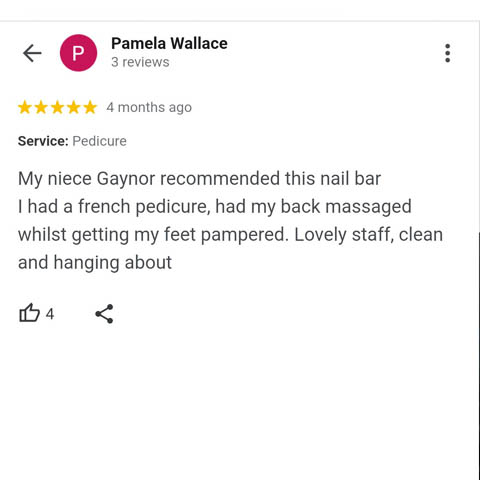 Pamela Wallace
3 reviews
4 months ago
Service: Pedicure
My niece Gaynor recommended this nail bar
I had a french pedicure, had my back massaged
whilst getting my feet pampered. Lovely staff, clean
and hanging about
4